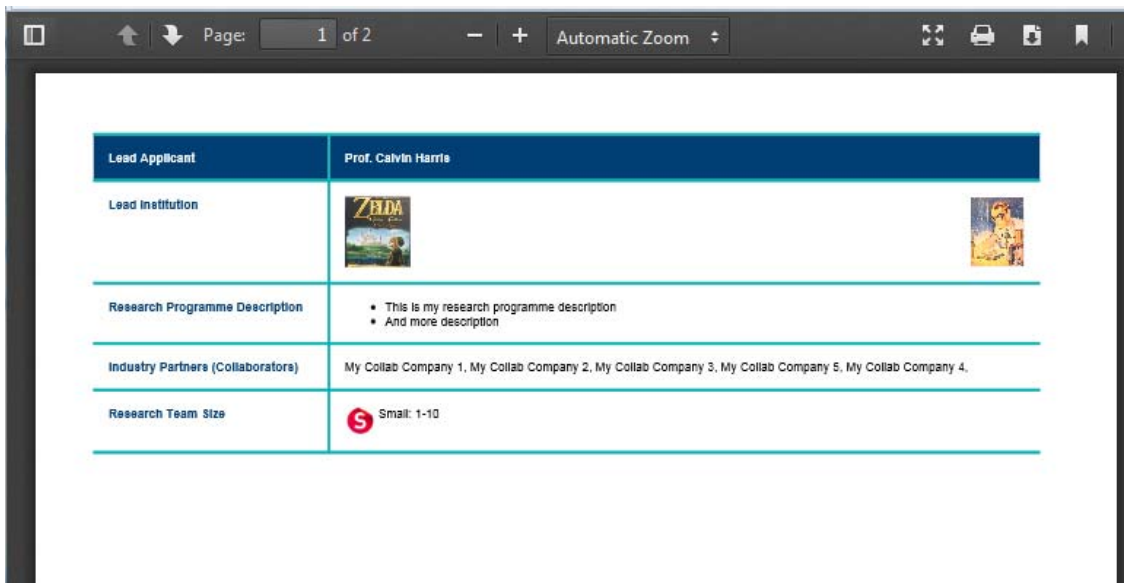 Page: 1 of 2 Automatic Zoom
Lead Applicant Prof. Calvin Harris
Lead Institution
ZELDA
Research Programme Description
This is my research programme description
And more description
Industry Partners (Collaborators) My Collab Company 1, My Collab Company 2, My Collab Company 3, My Collab Company 5, My Collab Company 4,
Research Team Size S Small: 1-10